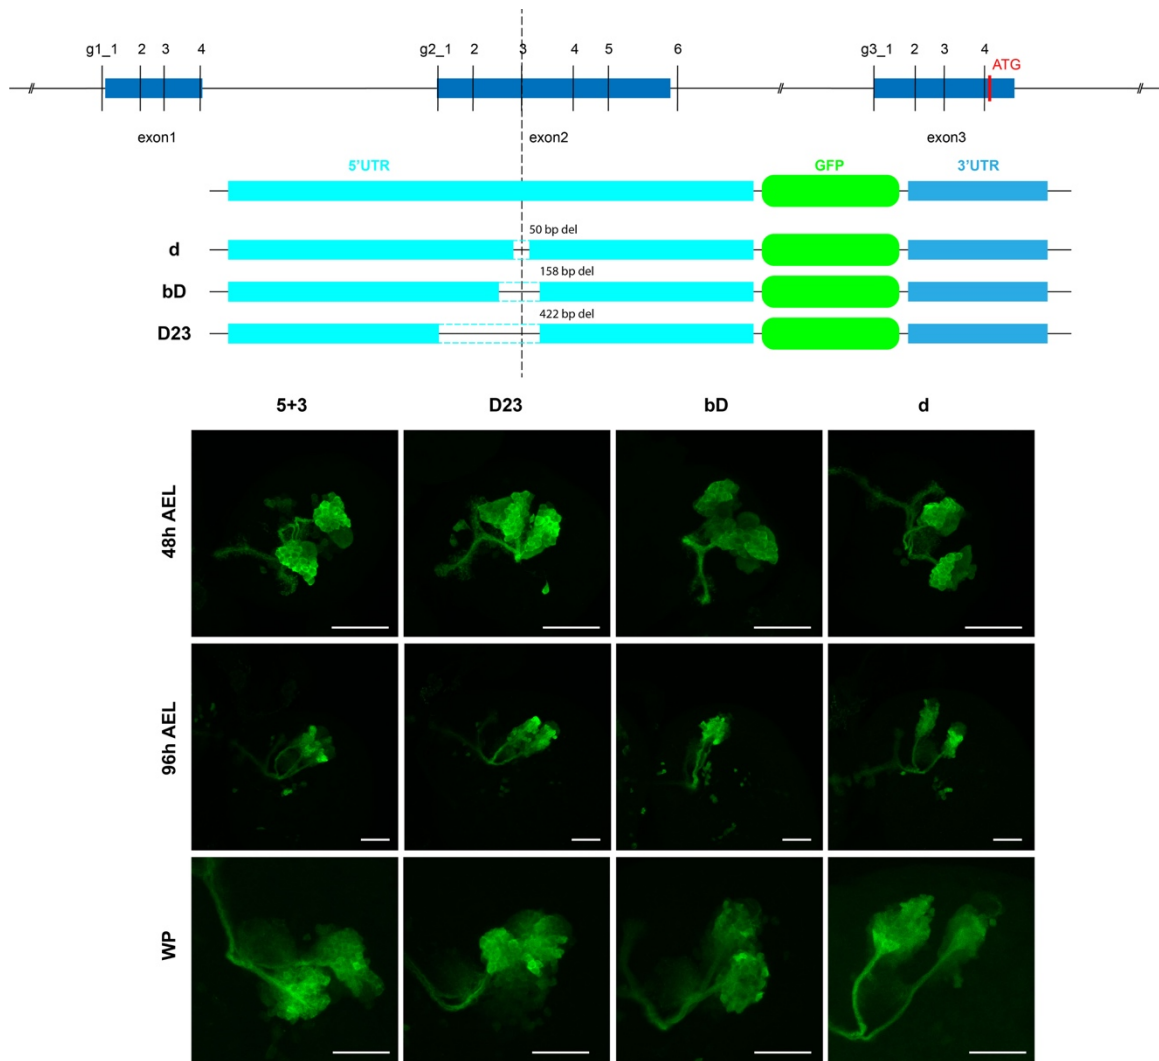 g1_1 2 3 4 g2_1 2 3 4 5 6 g3_1 2 3 4
ATG
exon1 exon2 exon3
5'UTR GFP 3'UTR
50 bp del
d
158 bp del
bD
422 bp del
D23
5+3 D23 bD d
48h AEL
96h AEL
WP